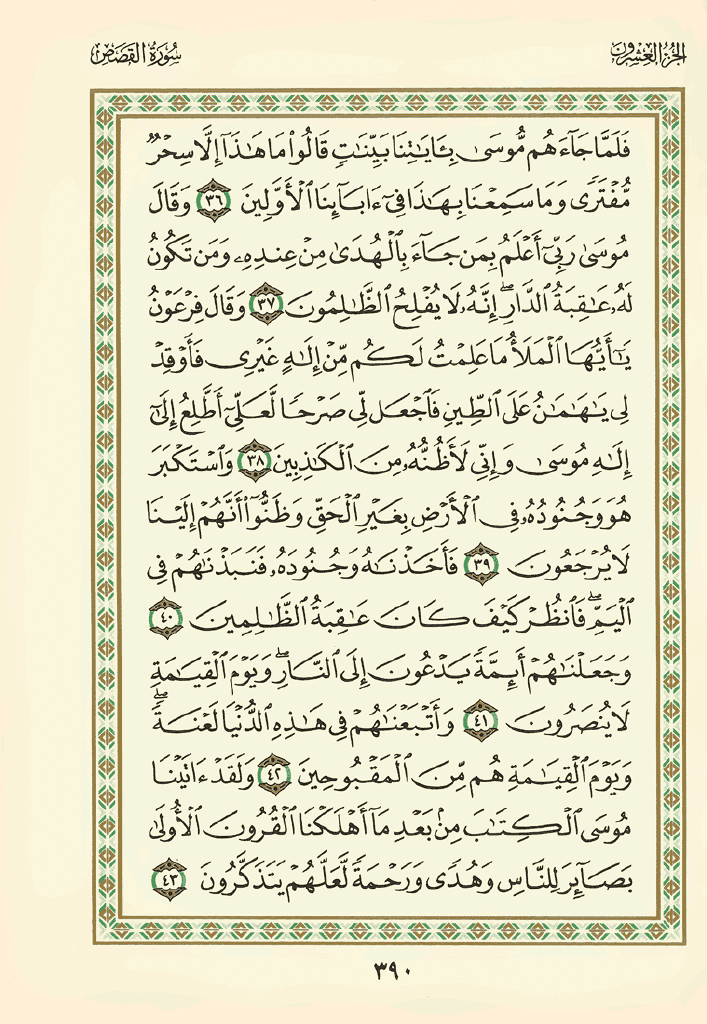 الجزء العشرون
سورة القصص
فَلَمَّا جَآءَهُم مُّوسَىٰ بِـَٔايَـٰتِنَا بَيِّنَـٰتٍ قَالُوا۟ مَا هَـٰذَآ إِلَّا سِحْرٌ
مُّفْتَرًى وَمَا سَمِعْنَا بِهَـٰذَا فِىٓ ءَابَآئِنَا ٱلْأَوَّلِينَ ٣٦ وَقَالَ
مُوسَىٰ رَبِّىٓ أَعْلَمُ بِمَن جَآءَ بِٱلْهُدَىٰ مِنْ عِندِهِۦ وَمَن تَكُونُ
لَهُۥ عَـٰقِبَةُ ٱلدَّارِ ۖ إِنَّهُۥ لَا يُفْلِحُ ٱلظَّـٰلِمُونَ ٣٧ وَقَالَ فِرْعَوْنُ
يَـٰٓأَيُّهَا ٱلْمَلَأُ مَا عَلِمْتُ لَكُم مِّنْ إِلَـٰهٍ غَيْرِى فَأَوْقِدْ
لِى يَـٰهَـٰمَـٰنُ عَلَى ٱلطِّينِ فَٱجْعَل لِّى صَرْحًا لَّعَلِّىٓ أَطَّلِعُ إِلَىٰٓ
إِلَـٰهِ مُوسَىٰ وَإِنِّى لَأَظُنُّهُۥ مِنَ ٱلْكَـٰذِبِينَ ٣٨ وَٱسْتَكْبَرَ
هُوَ وَجُنُودُهُۥ فِى ٱلْأَرْضِ بِغَيْرِ ٱلْحَقِّ وَظَنُّوٓا۟ أَنَّهُمْ إِلَيْنَا
لَا يُرْجَعُونَ ٣٩ فَأَخَذْنَـٰهُ وَجُنُودَهُۥ فَنَبَذْنَـٰهُمْ فِى
ٱلْيَمِّ ۖ فَٱنظُرْ كَيْفَ كَانَ عَـٰقِبَةُ ٱلظَّـٰلِمِينَ ٤٠
وَجَعَلْنَـٰهُمْ أَئِمَّةً يَدْعُونَ إِلَى ٱلنَّارِ ۖ وَيَوْمَ ٱلْقِيَـٰمَةِ
لَا يُنصَرُونَ ٤١ وَأَتْبَعْنَـٰهُمْ فِى هَـٰذِهِ ٱلدُّنْيَا لَعْنَةً ۖ
وَيَوْمَ ٱلْقِيَـٰمَةِ هُم مِّنَ ٱلْمَقْبُوحِينَ ٤٢ وَلَقَدْ ءَاتَيْنَا
مُوسَى ٱلْكِتَـٰبَ مِنۢ بَعْدِ مَآ أَهْلَكْنَا ٱلْقُرُونَ ٱلْأُولَىٰ
بَصَآئِرَ لِلنَّاسِ وَهُدًى وَرَحْمَةً لَّعَلَّهُمْ يَتَذَكَّرُونَ ٤٣
٣٩٠